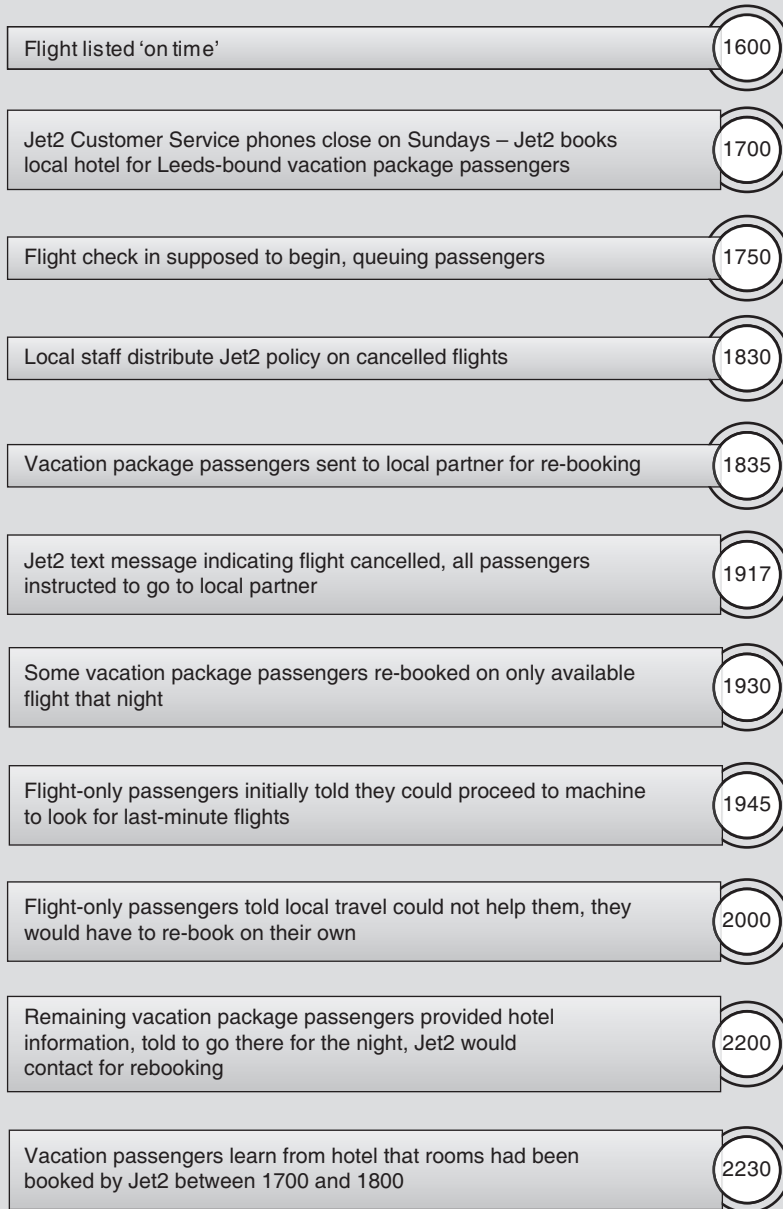 Flight listed ‘on time’
1600
Jet2 Customer Service phones close on Sundays – Jet2 books
local hotel for Leeds-bound vacation package passengers
1700
Flight check in supposed to begin, queuing passengers
1750
Local staff distribute Jet2 policy on cancelled flights
1830
Vacation package passengers sent to local partner for re-booking
1835
Jet2 text message indicating flight cancelled, all passengers
instructed to go to local partner
1917
Some vacation package passengers re-booked on only available
flight that night
1930
Flight-only passengers initially told they could proceed to machine
to look for last-minute flights
1945
Flight-only passengers told local travel could not help them, they
would have to re-book on their own
2000
Remaining vacation package passengers provided hotel
information, told to go there for the night, Jet2 would
contact for rebooking
2200
Vacation passengers learn from hotel that rooms had been
booked by Jet2 between 1700 and 1800
2230